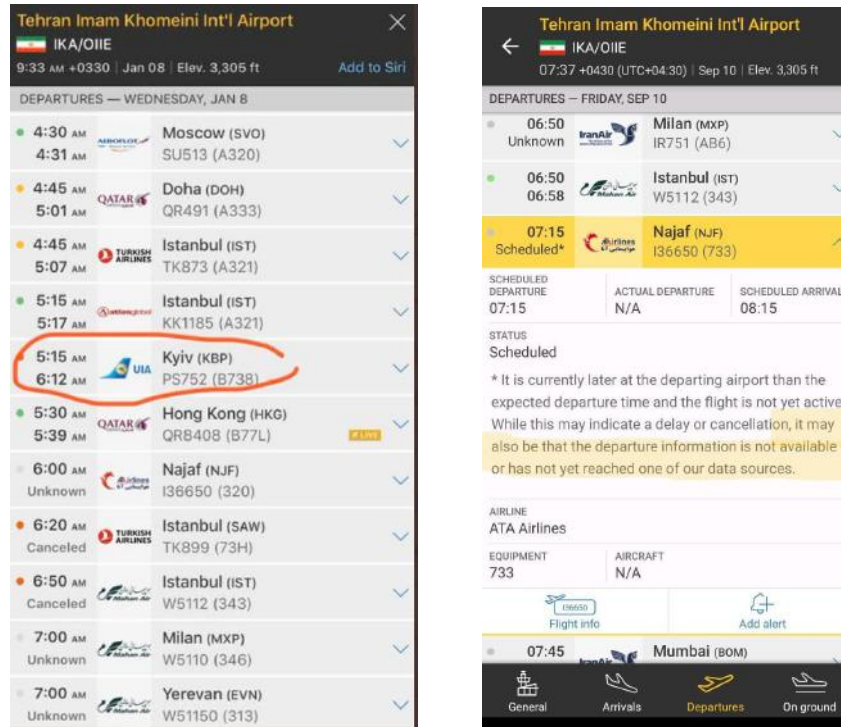 Tehran Imam Khomeini Int'l Airport
IKA/OIIE
9:33 AM +0330 | Jan 08 | Elev. 3,305 ft
Add to Siri
DEPARTURES — WEDNESDAY, JAN 8
4:30 AM AEROFLOT Moscow (SVO)
4:31 AM SU513 (A320)
4:45 AM QATAR Doha (DOH)
5:01 AM QR491 (A333)
4:45 AM TURKISH AIRLINES Istanbul (IST)
5:07 AM TK873 (A321)
5:15 AM atlasglobal Istanbul (IST)
5:17 AM KK1185 (A321)
5:15 AM UIA Kyiv (KBP)
6:12 AM PS752 (B738)
5:30 AM QATAR Hong Kong (HKG)
5:39 AM QR8408 (B77L) LIVE
6:00 AM Airlines Najaf (NJF)
Unknown I36650 (320)
6:20 AM TURKISH AIRLINES Istanbul (SAW)
Canceled TK899 (73H)
6:50 AM Mahan Air Istanbul (IST)
Canceled W5112 (343)
7:00 AM Mahan Air Milan (MXP)
Unknown W5110 (346)
7:00 AM Mahan Air Yerevan (EVN)
Unknown W51150 (313)
Tehran Imam Khomeini Int'l Airport
IKA/OIIE
07:37 +0430 (UTC+04:30) | Sep 10 | Elev. 3,305 ft
DEPARTURES – FRIDAY, SEP 10
06:50 IranAir Milan (MXP)
Unknown IR751 (AB6)
06:50 Mahan Air Istanbul (IST)
06:58 W5112 (343)
07:15 Airlines Najaf (NJF)
Scheduled* I36650 (733)
SCHEDULED
DEPARTURE ACTUAL DEPARTURE SCHEDULED ARRIVAL
07:15 N/A 08:15
STATUS
Scheduled
* It is currently later at the departing airport than the
expected departure time and the flight is not yet active
While this may indicate a delay or cancellation, it may
also be that the departure information is not available
or has not yet reached one of our data sources.
AIRLINE
ATA Airlines
EQUIPMENT AIRCRAFT
733 N/A
I36650
Flight info Add alert
07:45 IranAir Mumbai (BOM)
General Arrivals Departures On ground